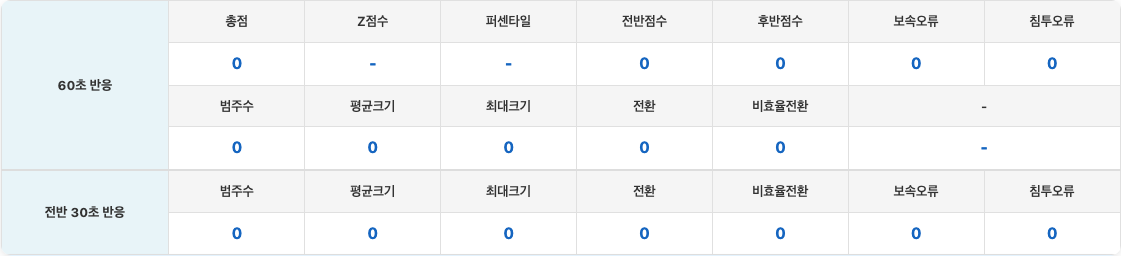 총점 Z점수 퍼센타일 전반점수 후반점수 보속오류 침투오류
60초 반응
0 - - 0 0 0 0
범주수 평균크기 최대크기 전환 비효율전환 -
0 0 0 0 0 -
전반 30초 반응
범주수 평균크기 최대크기 전환 비효율전환 보속오류 침투오류
0 0 0 0 0 0 0